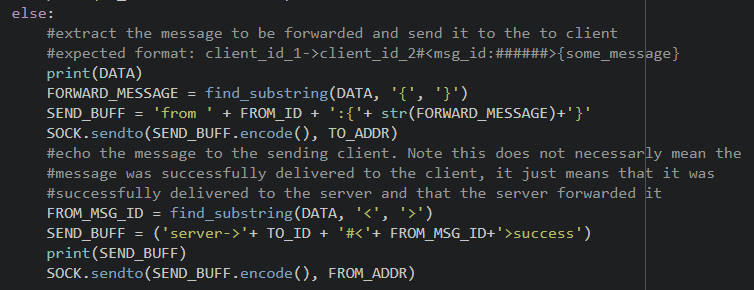 else:
    #extract the message to be forwarded and send it to the to client
    #expected format: client_id_1->client_id_2#<msg_id:######>{some_message}
    print(DATA)
    FORWARD_MESSAGE = find_substring(DATA, '{', '}')
    SEND_BUFF = 'from ' + FROM_ID + ':{'+ str(FORWARD_MESSAGE)+'}'
    SOCK.sendto(SEND_BUFF.encode(), TO_ADDR)
    #echo the message to the sending client. Note this does not necessarly mean the
    #message was successfully delivered to the client, it just means that it was
    #successfully delivered to the server and that the server forwarded it
    FROM_MSG_ID = find_substring(DATA, '<', '>')
    SEND_BUFF = ('server->'+ TO_ID + '#<'+ FROM_MSG_ID+'>success')
    print(SEND_BUFF)
    SOCK.sendto(SEND_BUFF.encode(), FROM_ADDR)